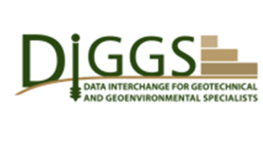 DiGGS
DATA INTERCHANGE FOR GEOTECHNICAL
AND GEOENVIRONMENTAL SPECIALISTS